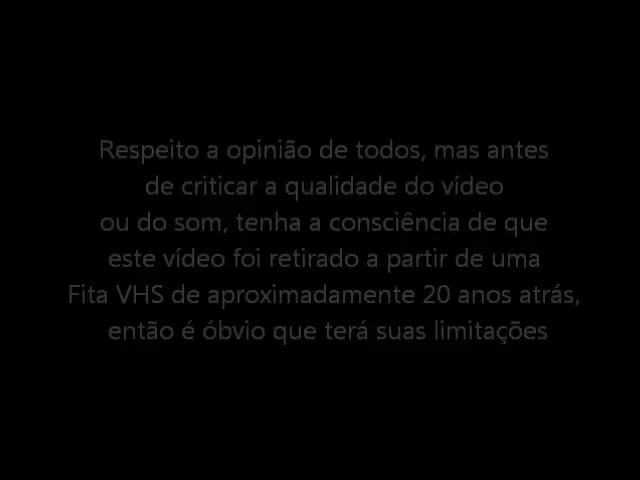 Respeito a opinião de todos, mas antes
de criticar a qualidade do vídeo
ou do som, tenha a consciência de que
este vídeo foi retirado a partir de uma
Fita VHS de aproximadamente 20 anos atrás,
então é óbvio que terá suas limitações